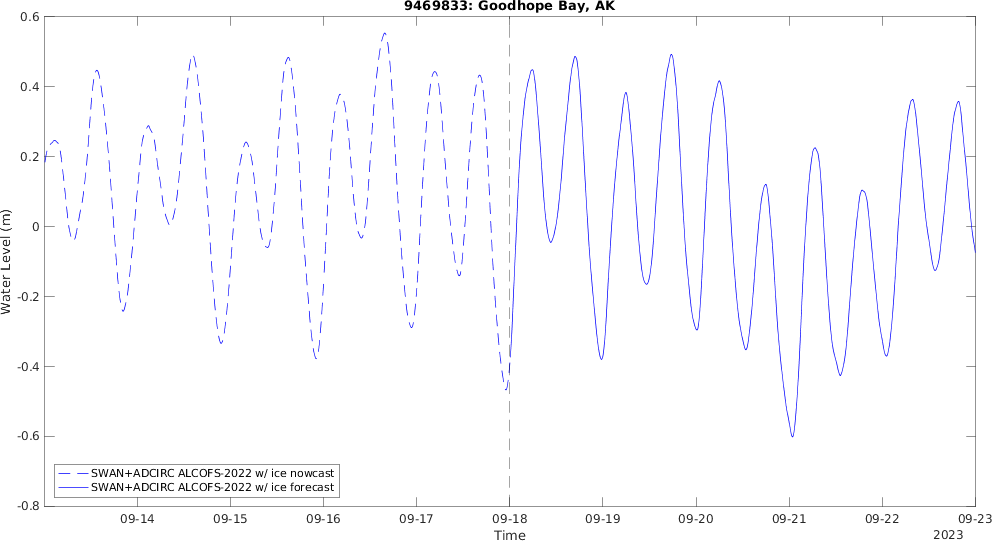 9469833: Goodhope Bay, AK
Water Level (m)
0.6
0.4
0.2
0
-0.2
-0.4
-0.6
-0.8
SWAN+ADCIRC ALCOFS-2022 w/ ice nowcast
SWAN+ADCIRC ALCOFS-2022 w/ ice forecast
09-14 09-15 09-16 09-17 09-18 09-19 09-20 09-21 09-22 09-23
Time
2023